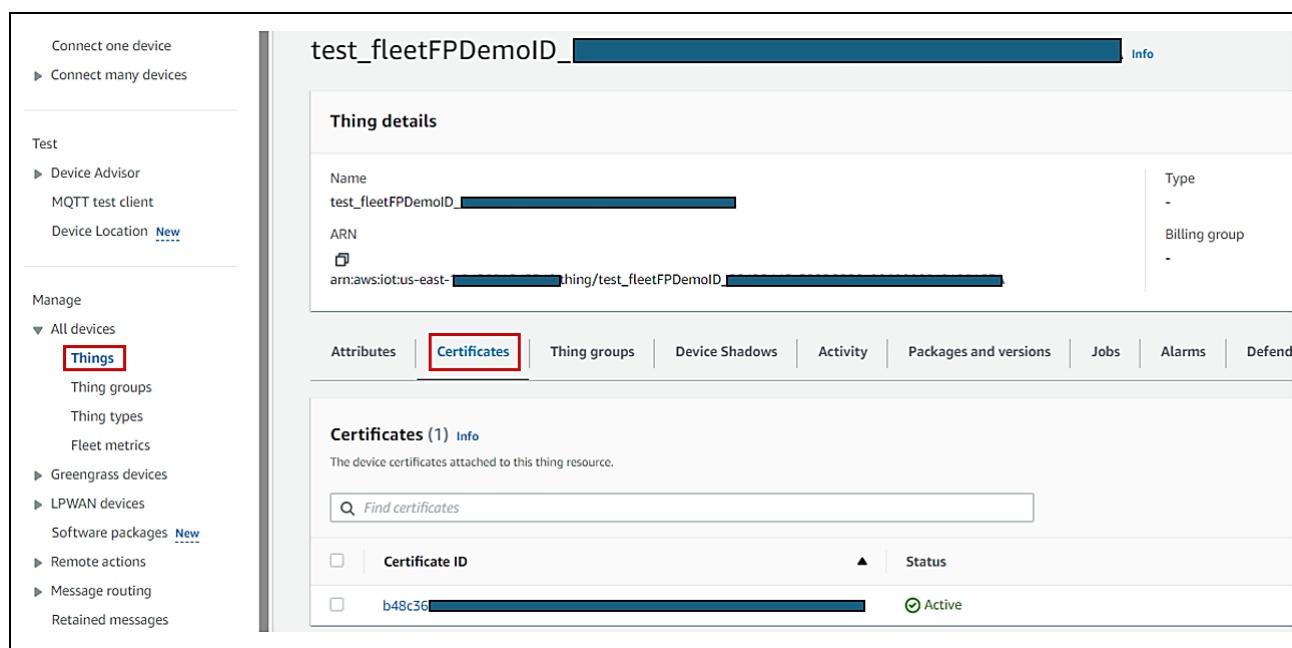 Connect one device
Connect many devices
Test
Device Advisor
MQTT test client
Device Location New
Manage
All devices
Things
Thing groups
Thing types
Fleet metrics
Greengrass devices
LPWAN devices
Software packages New
Remote actions
Message routing
Retained messages
test_fleetFPDemoID_ Info
Thing details
Name
test_fleetFPDemoID_
ARN
arn:aws:iot:us-east- thing/test_fleetFPDemoID_
Type
-
Billing group
-
Attributes Certificates Thing groups Device Shadows Activity Packages and versions Jobs Alarms Defend
Certificates (1) Info
The device certificates attached to this thing resource.
Find certificates
Certificate ID Status
b48c36 Active